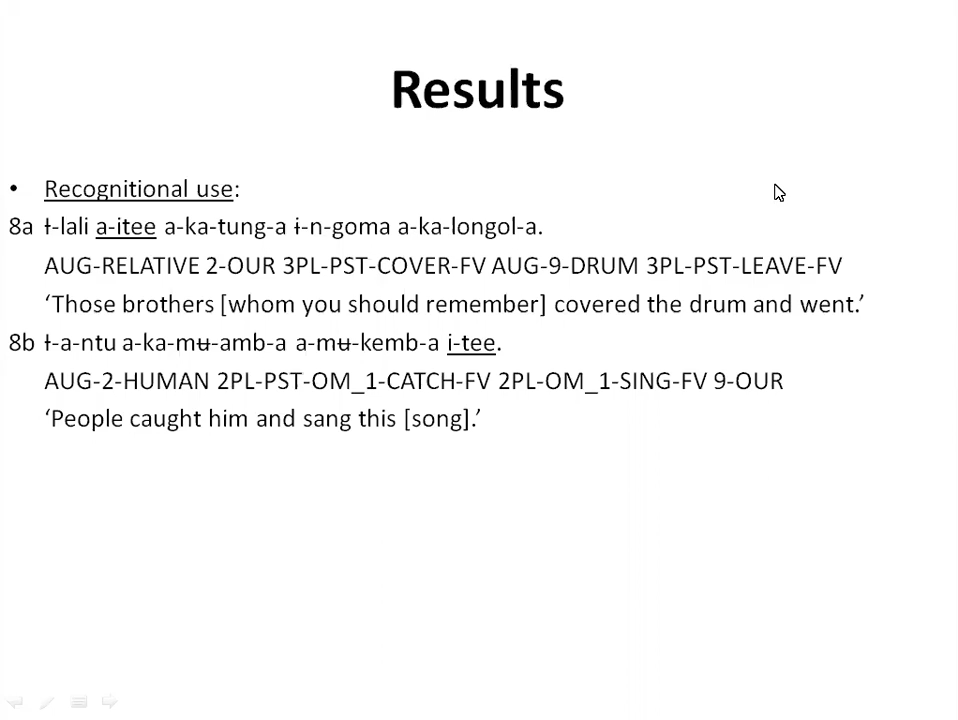 Results
• Recognitional use:
8a Ɨ-lali a-itee a-ka-tung-a ɨ-n-goma a-ka-longol-a.
AUG-RELATIVE 2-OUR 3PL-PST-COVER-FV AUG-9-DRUM 3PL-PST-LEAVE-FV
‘Those brothers [whom you should remember] covered the drum and went.’
8b Ɨ-a-ntu a-ka-mʉ-amb-a a-mʉ-kemb-a i-tee.
AUG-2-HUMAN 2PL-PST-OM_1-CATCH-FV 2PL-OM_1-SING-FV 9-OUR
‘People caught him and sang this [song].’